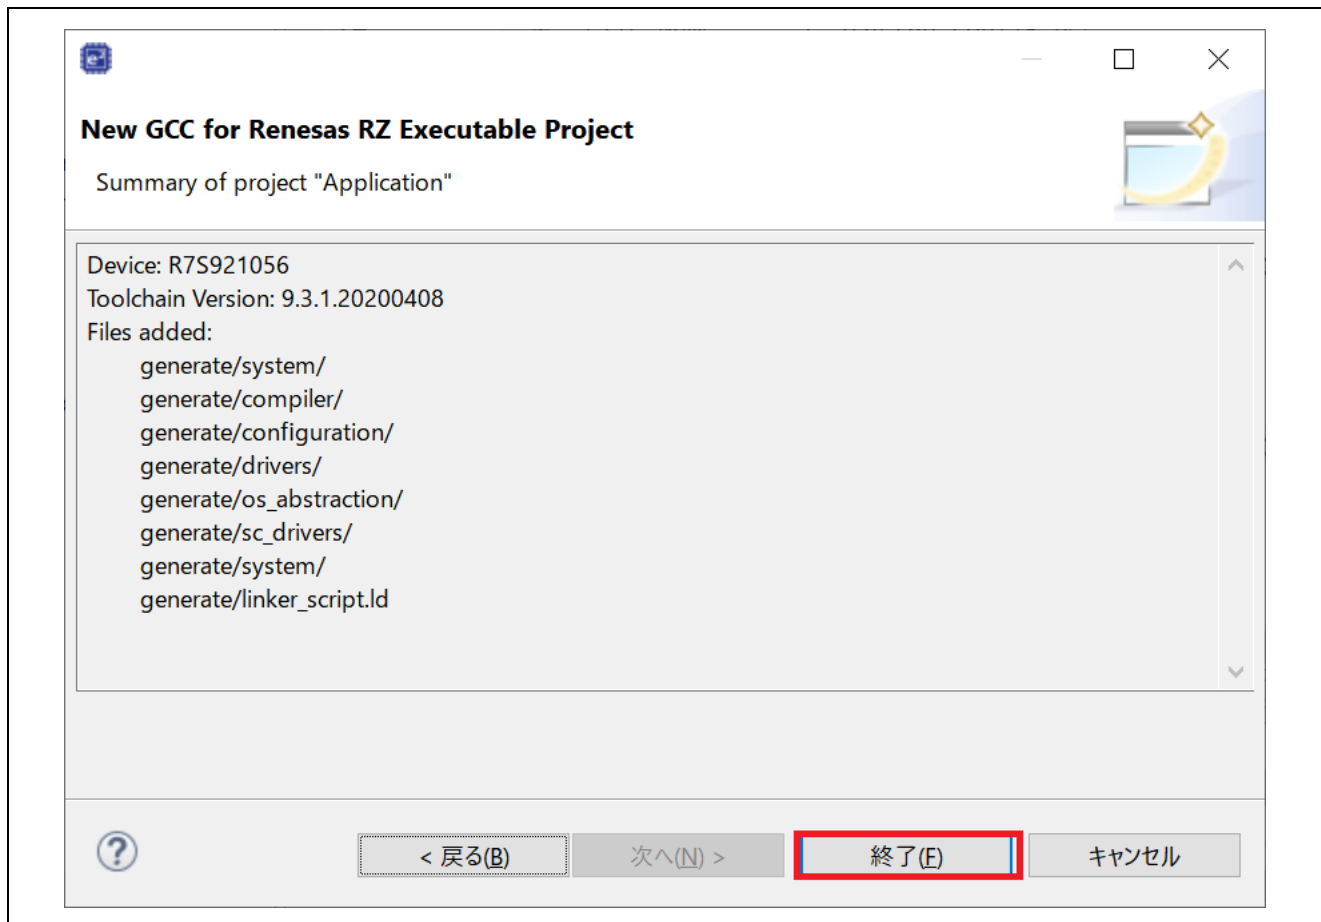 New GCC for Renesas RZ Executable Project
Summary of project "Application"
Device: R7S921056
Toolchain Version: 9.3.1.20200408
Files added:
generate/system/
generate/compiler/
generate/configuration/
generate/drivers/
generate/os_abstraction/
generate/sc_drivers/
generate/system/
generate/linker_script.ld
< 戻る(B) 次へ(N) > 終了(F) キャンセル